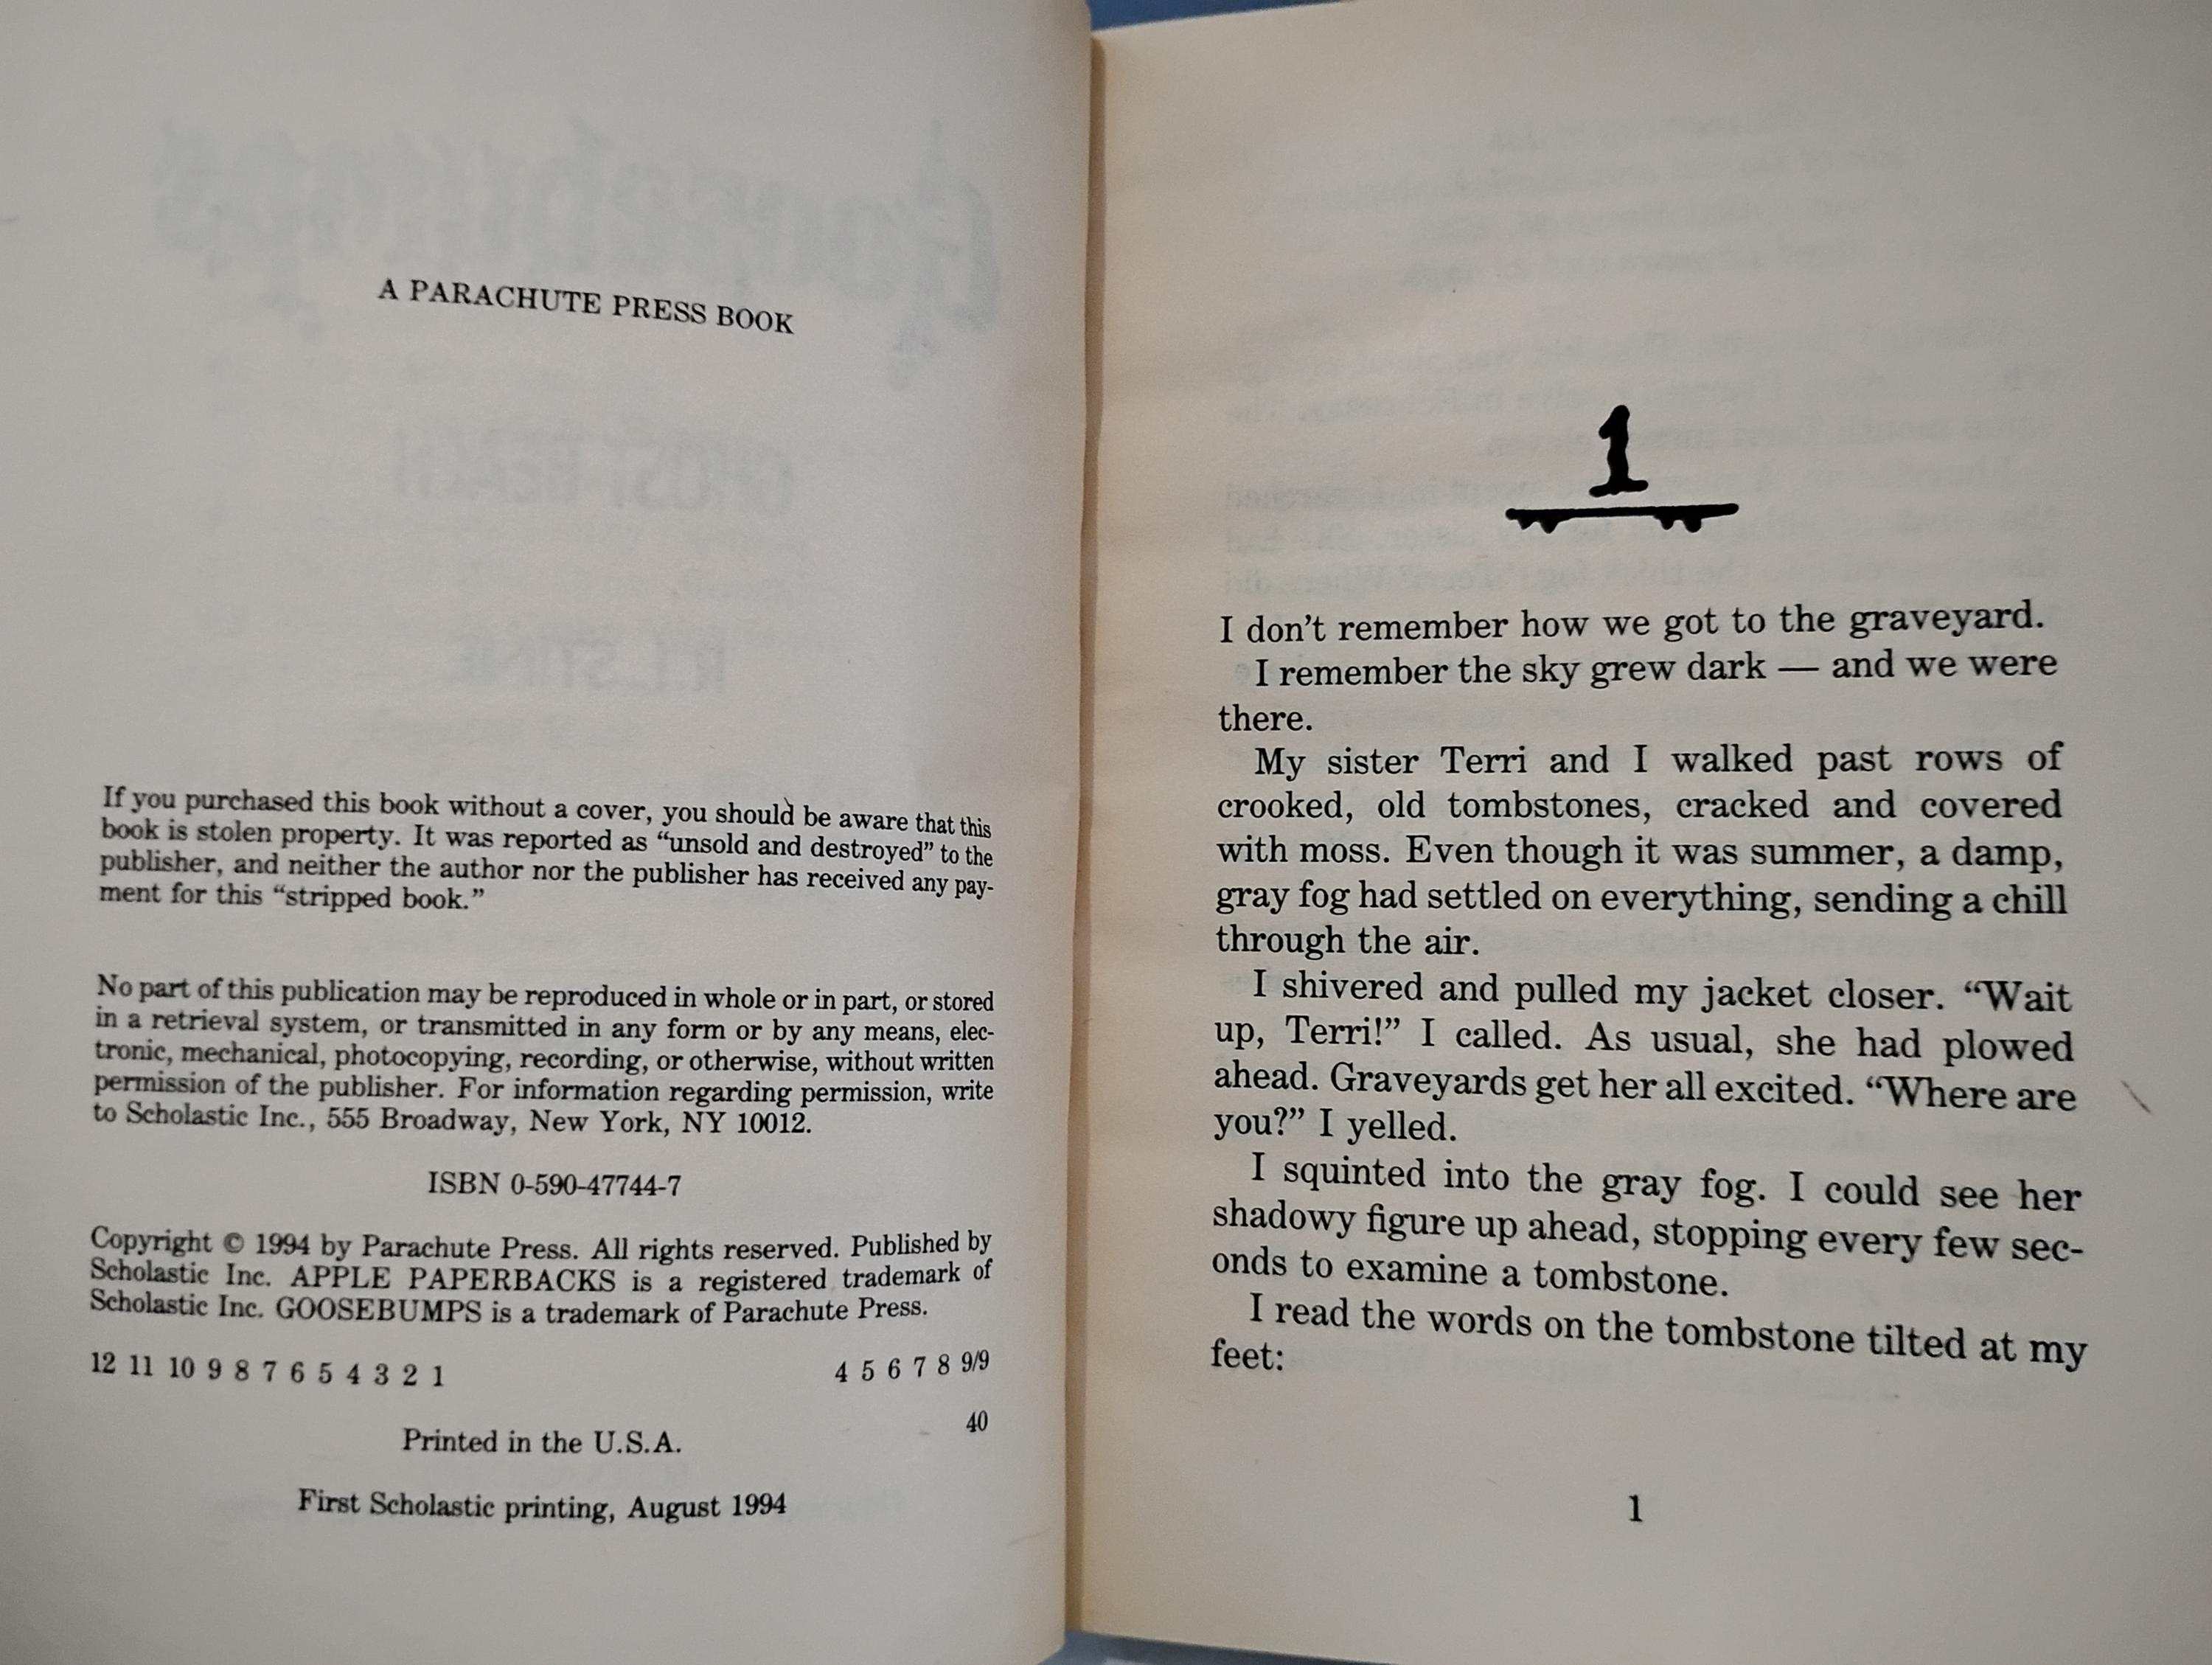 A PARACHUTE PRESS BOOK
If you purchased this book without a cover, you should be aware that this
book is stolen property. It was reported as “unsold and destroyed” to the
publisher, and neither the author nor the publisher has received any pay-
ment for this “stripped book.”
No part of this publication may be reproduced in whole or in part, or stored
in a retrieval system, or transmitted in any form or by any means, elec-
tronic, mechanical, photocopying, recording, or otherwise, without written
permission of the publisher. For information regarding permission, write
to Scholastic Inc., 555 Broadway, New York, NY 10012.
ISBN 0-590-47744-7
Copyright © 1994 by Parachute Press. All rights reserved. Published by
Scholastic Inc. APPLE PAPERBACKS is a registered trademark of
Scholastic Inc. GOOSEBUMPS is a trademark of Parachute Press.
12 11 10 9 8 7 6 5 4 3 2 1 4 5 6 7 8 9/9
40
Printed in the U.S.A.
First Scholastic printing, August 1994
1
I don’t remember how we got to the graveyard.
I remember the sky grew dark — and we were
there.
My sister Terri and I walked past rows of
crooked, old tombstones, cracked and covered
with moss. Even though it was summer, a damp,
gray fog had settled on everything, sending a chill
through the air.
I shivered and pulled my jacket closer. “Wait
up, Terri!” I called. As usual, she had plowed
ahead. Graveyards get her all excited. “Where are
you?” I yelled.
I squinted into the gray fog. I could see her
shadowy figure up ahead, stopping every few sec-
onds to examine a tombstone.
I read the words on the tombstone tilted at my
feet:
1